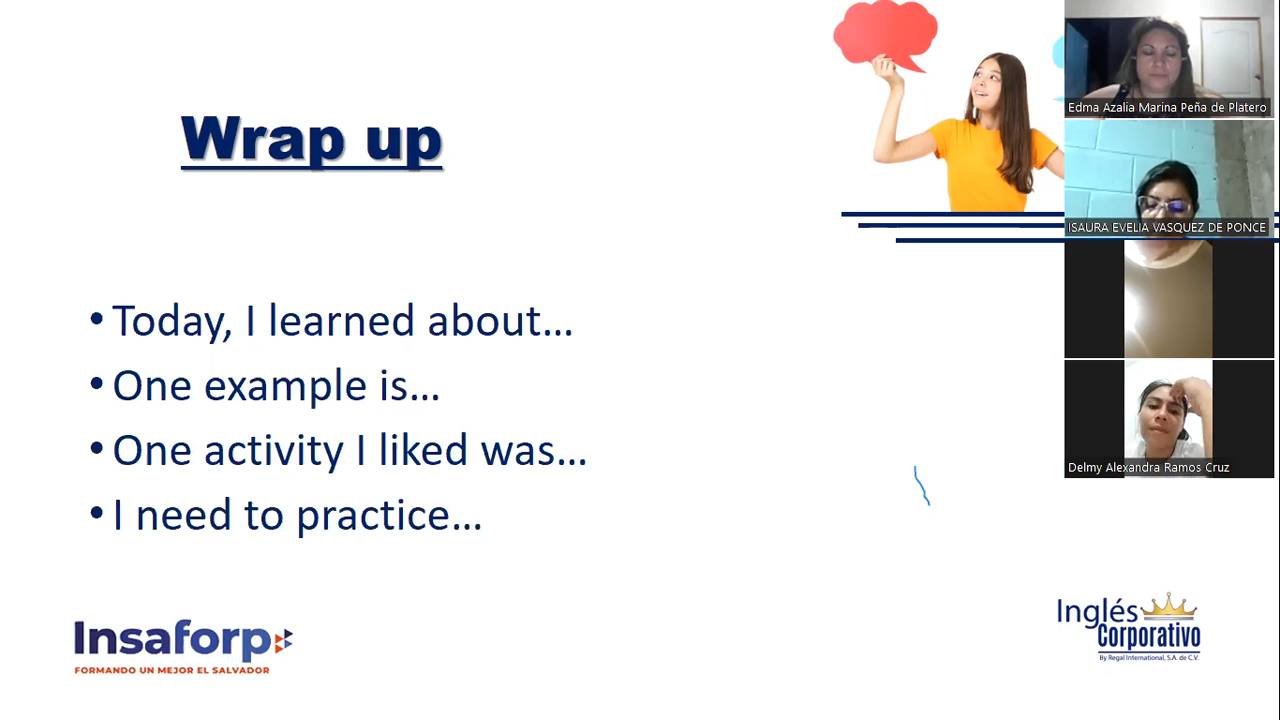 Wrap up
• Today, I learned about...
• One example is...
• One activity I liked was...
• I need to practice...
Insaforp
FORMANDO UN MEJOR EL SALVADOR
Inglés
Corporativo
By Regal International, S.A. de C.V.
Edma Azalia Marina Peña de Platero
ISAURA EVELIA VASQUEZ DE PONCE
Delmy Alexandra Ramos Cruz